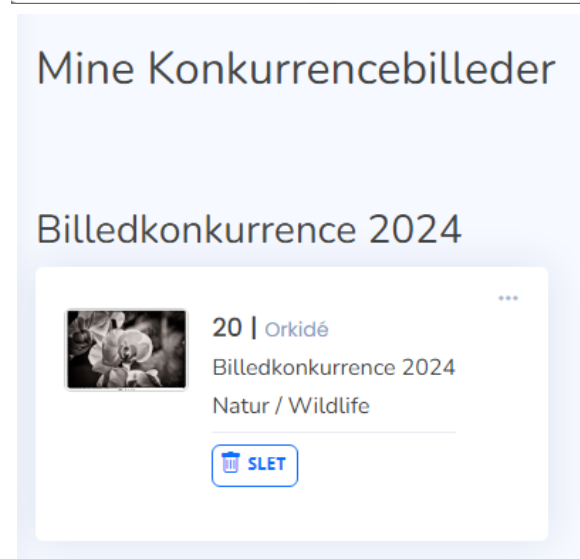 Mine Konkurrencebilleder
Billedkonkurrence 2024
20 | Orkidé
Billedkonkurrence 2024
Natur / Wildlife
SLET